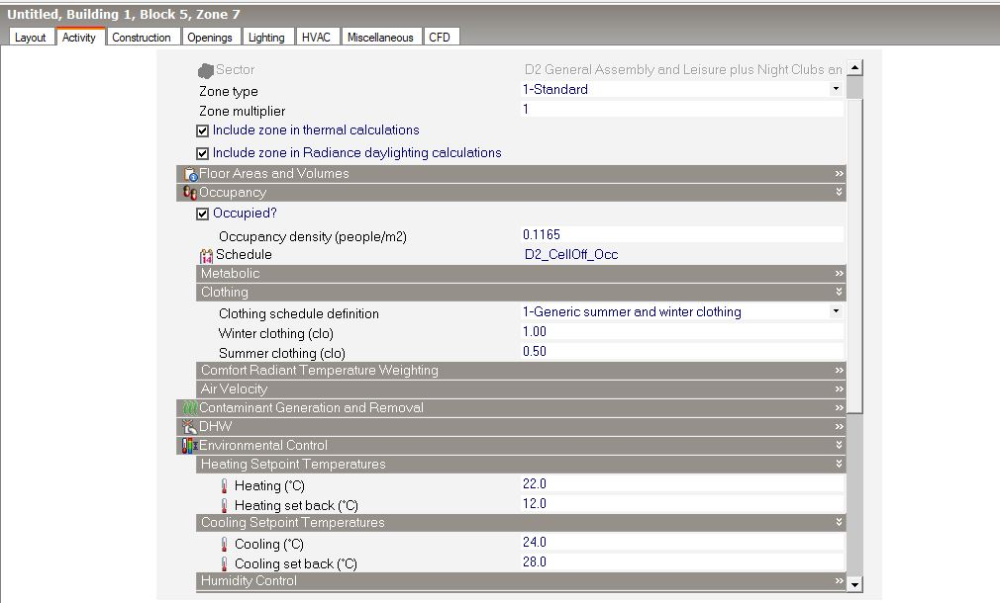 Untitled, Building 1, Block 5, Zone 7
Layout Activity Construction Openings Lighting HVAC Miscellaneous CFD
Sector D2 General Assembly and Leisure plus Night Clubs an
Zone type 1-Standard
Zone multiplier 1
Include zone in thermal calculations
Include zone in Radiance daylighting calculations
Floor Areas and Volumes »
Occupancy
Occupied?
Occupancy density (people/m2) 0.1165
Schedule D2_CellOff_Occ
Metabolic »
Clothing
Clothing schedule definition 1-Generic summer and winter clothing
Winter clothing (clo) 1.00
Summer clothing (clo) 0.50
Comfort Radiant Temperature Weighting »
Air Velocity »
Contaminant Generation and Removal »
DHW »
Environmental Control
Heating Setpoint Temperatures
Heating (°C) 22.0
Heating set back (°C) 12.0
Cooling Setpoint Temperatures
Cooling (°C) 24.0
Cooling set back (°C) 28.0
Humidity Control »